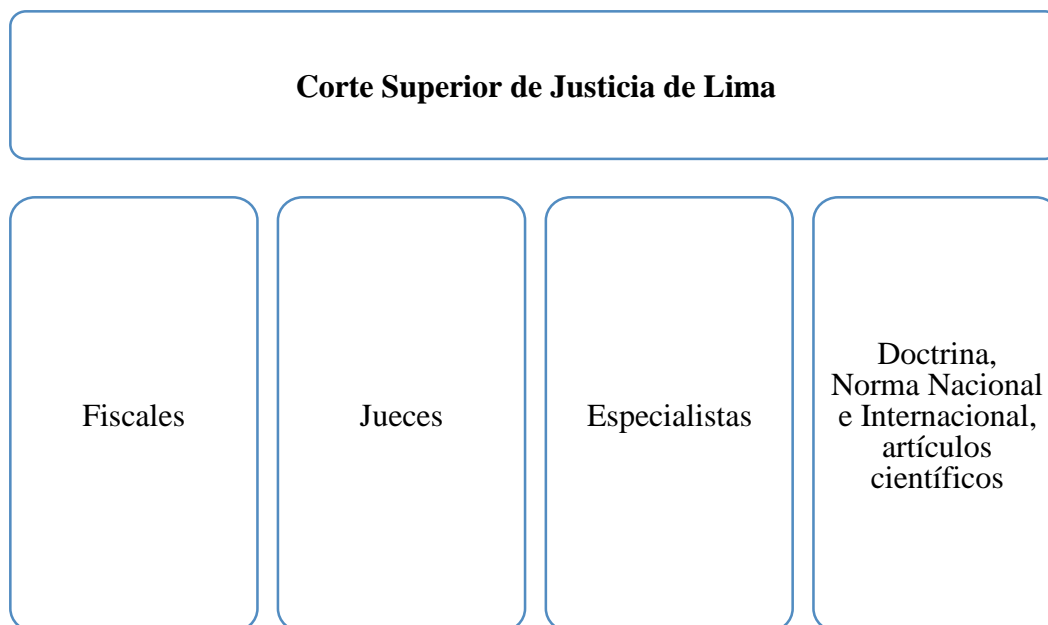 Corte Superior de Justicia de Lima
Fiscales
Jueces
Especialistas
Doctrina,
Norma Nacional
e Internacional,
artículos
científicos